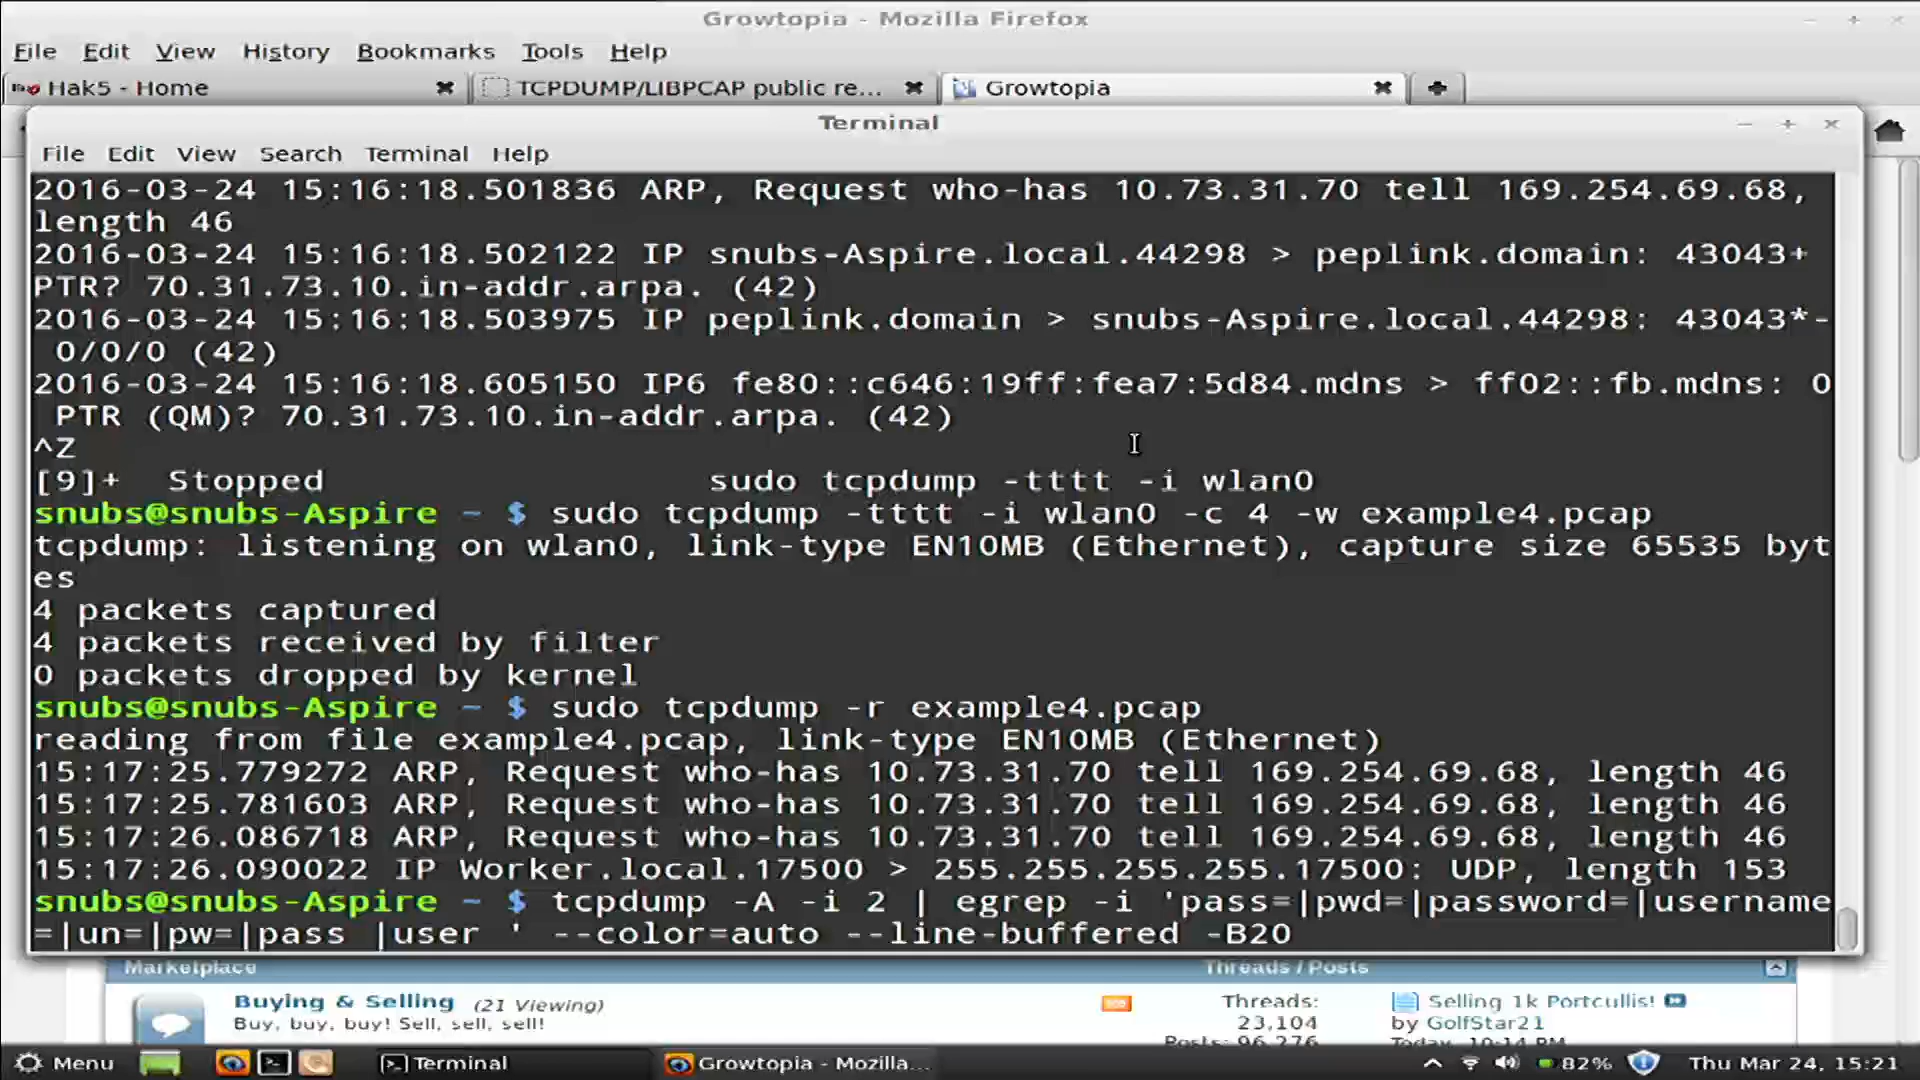 Growtopia - Mozilla Firefox
File Edit View History Bookmarks Tools Help
Hak5 - Home
TCPDUMP/LIBPCAP public re...
Growtopia
Terminal
File Edit View Search Terminal Help
2016-03-24 15:16:18.501836 ARP, Request who-has 10.73.31.70 tell 169.254.69.68,
length 46
2016-03-24 15:16:18.502122 IP snubs-Aspire.local.44298 > peplink.domain: 43043+
PTR? 70.31.73.10.in-addr.arpa. (42)
2016-03-24 15:16:18.503975 IP peplink.domain > snubs-Aspire.local.44298: 43043*-
0/0/0 (42)
2016-03-24 15:16:18.605150 IP6 fe80::c646:19ff:fea7:5d84.mdns > ff02::fb.mdns: 0
PTR (QM)? 70.31.73.10.in-addr.arpa. (42)
^Z
[9]+  Stopped                 sudo tcpdump -tttt -i wlan0
snubs@snubs-Aspire ~ $ sudo tcpdump -tttt -i wlan0 -c 4 -w example4.pcap
tcpdump: listening on wlan0, link-type EN10MB (Ethernet), capture size 65535 byt
es
4 packets captured
4 packets received by filter
0 packets dropped by kernel
snubs@snubs-Aspire ~ $ sudo tcpdump -r example4.pcap
reading from file example4.pcap, link-type EN10MB (Ethernet)
15:17:25.779272 ARP, Request who-has 10.73.31.70 tell 169.254.69.68, length 46
15:17:25.781603 ARP, Request who-has 10.73.31.70 tell 169.254.69.68, length 46
15:17:26.086718 ARP, Request who-has 10.73.31.70 tell 169.254.69.68, length 46
15:17:26.090022 IP Worker.local.17500 > 255.255.255.255.17500: UDP, length 153
snubs@snubs-Aspire ~ $ tcpdump -A -i 2 | egrep -i 'pass=|pwd=|password=|username
=|un=|pw=|pass |user ' --color=auto --line-buffered -B20
Marketplace Threads / Posts
Buying & Selling (21 Viewing)
Buy, buy, buy! Sell, sell, sell!
Threads:
23,104
Posts: 96,276
Selling 1k Portcullis!
by GolfStar21
Today, 10:14 PM
Menu Terminal Growtopia - Mozilla... 82% Thu Mar 24, 15:21